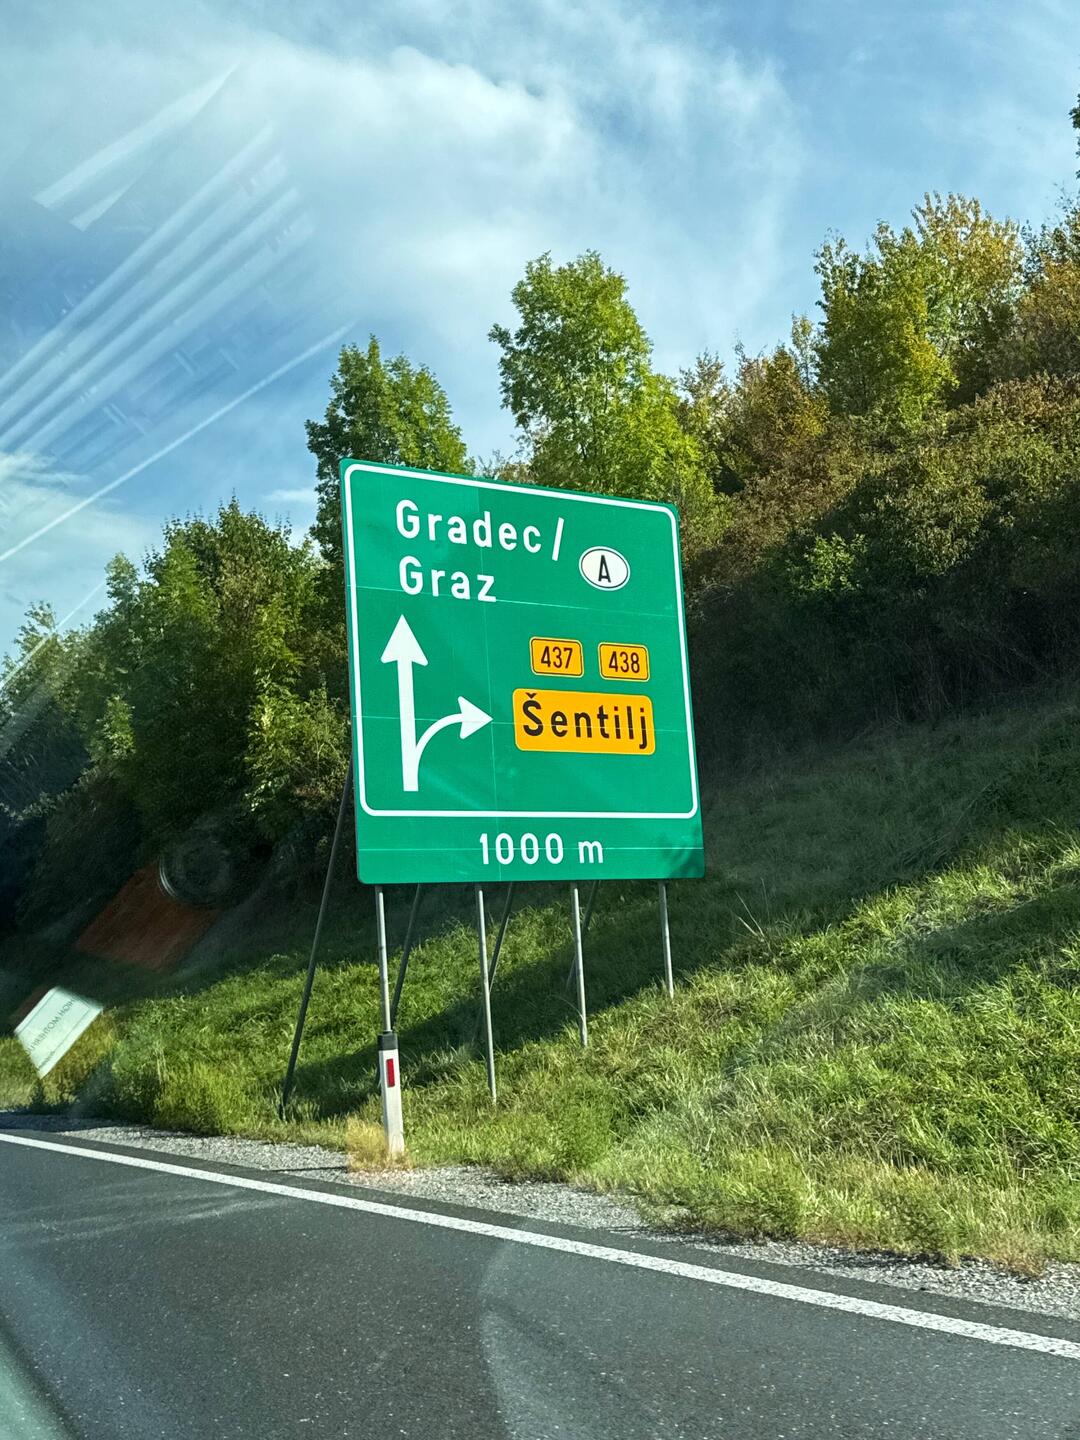 Gradec/
Graz
A
437 438
Šentilj
1000 m